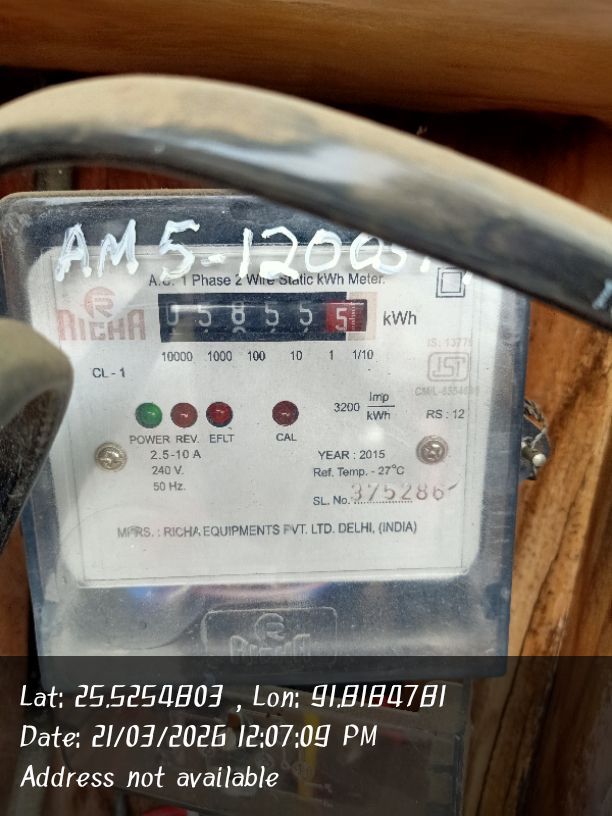 AM 5-1200
A.C. 1 Phase 2 Wire Static kWh Meter.
RICHA
058555 kWh
10000 1000 100 10 1 1/10
IS: 13779
CL - 1
3200 Imp
kWh
RS : 12
POWER REV. EFLT CAL
2.5-10 A
240 V.
50 Hz.
YEAR : 2015
Ref. Temp. - 27°C
SL. No. 375286
MFRS. : RICHA EQUIPMENTS PVT. LTD. DELHI, (INDIA)
RICHA
Lat: 25.5254803 , Lon: 91.8184781
Date: 21/03/2026 12:07:09 PM
Address not available